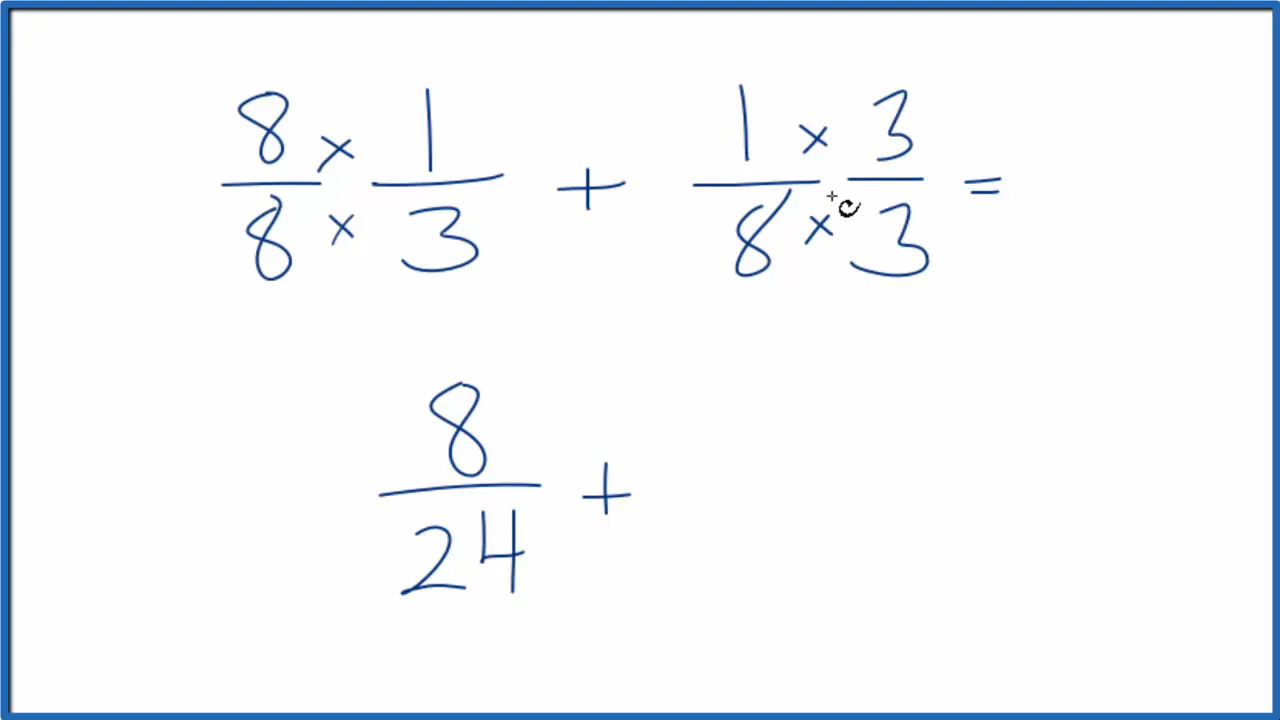 8/8 × 1/3 + 1/8 × 3/3 =
8/24 +